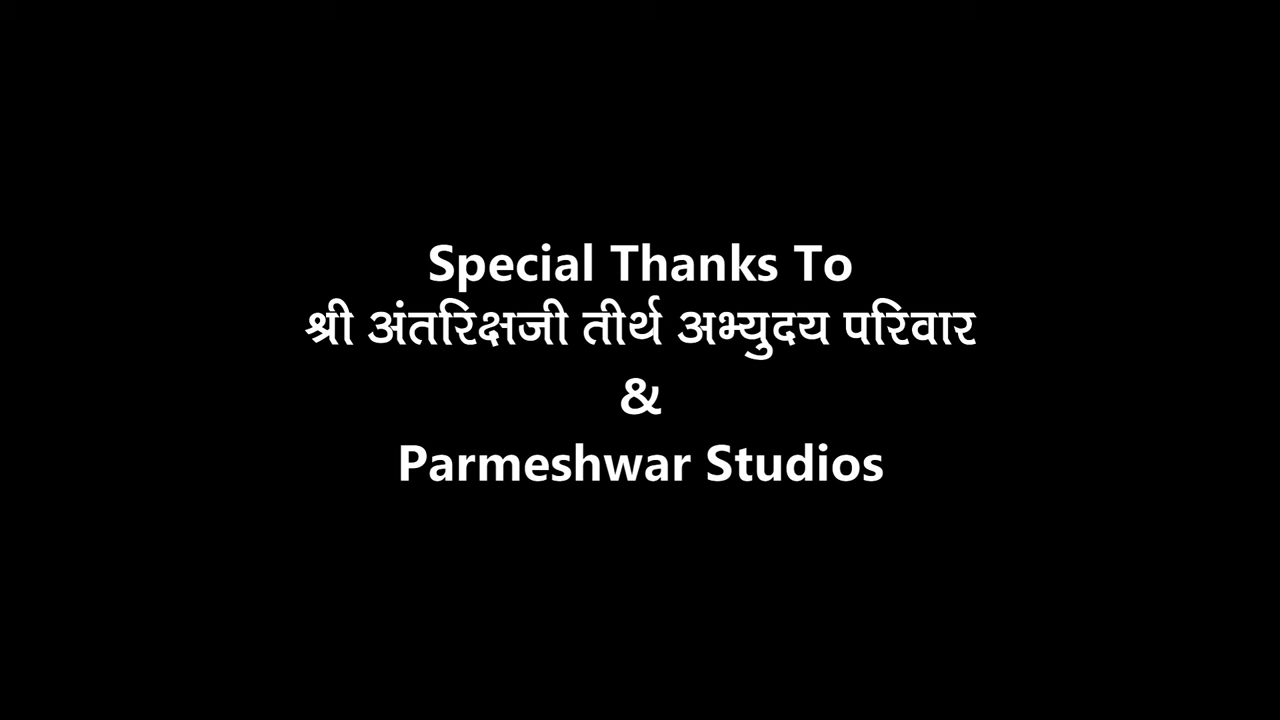 Special Thanks To
श्री अंतरिक्षजी तीर्थ अभ्युदय परिवार
&
Parmeshwar Studios